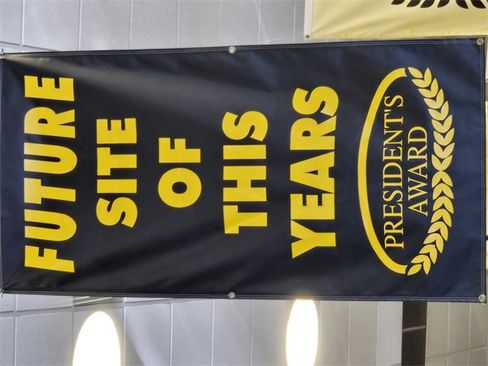 FUTURE
SITE
OF
THIS
YEARS
PRESIDENT'S
AWARD